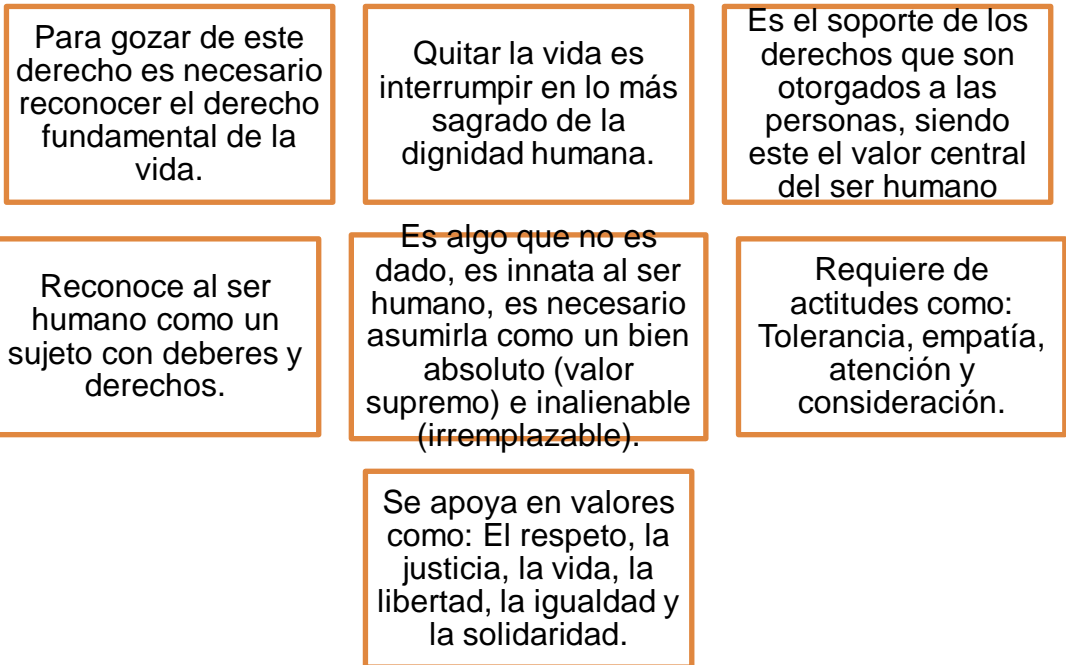 Para gozar de este
derecho es necesario
reconocer el derecho
fundamental de la
vida.
Quitar la vida es
interrumpir en lo más
sagrado de la
dignidad humana.
Es el soporte de los
derechos que son
otorgados a las
personas, siendo
este el valor central
del ser humano
Reconoce al ser
humano como un
sujeto con deberes y
derechos.
Es algo que no es
dado, es innata al ser
humano, es necesario
asumirla como un bien
absoluto (valor
supremo) e inalienable
(irremplazable).
Requiere de
actitudes como:
Tolerancia, empatía,
atención y
consideración.
Se apoya en valores
como: El respeto, la
justicia, la vida, la
libertad, la igualdad y
la solidaridad.